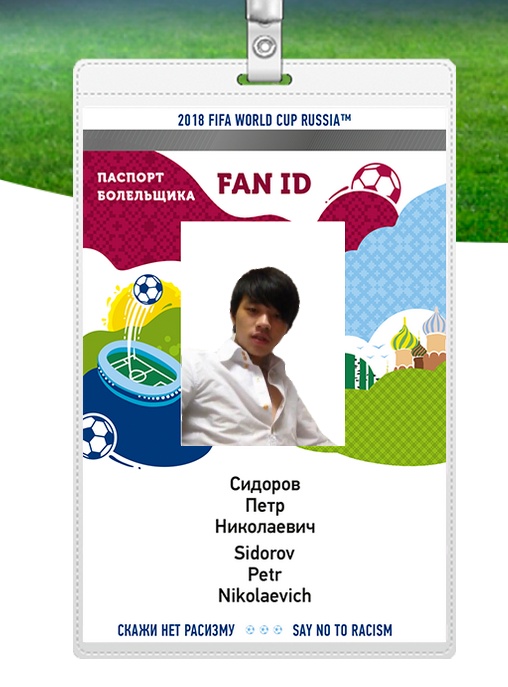 2018 FIFA WORLD CUP RUSSIA™
ПАСПОРТ
БОЛЕЛЬЩИКА
FAN ID
Сидоров
Петр
Николаевич
Sidorov
Petr
Nikolaevich
СКАЖИ НЕТ РАСИЗМУ SAY NO TO RACISM